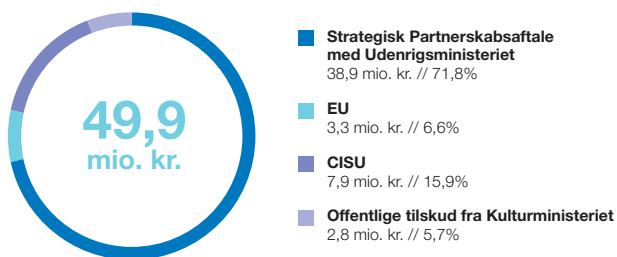 49,9
mio. kr.
Strategisk Partnerskabsaftale
med Udenrigsministeriet
38,9 mio. kr. // 71,8%
EU
3,3 mio. kr. // 6,6%
CISU
7,9 mio. kr. // 15,9%
Offentlige tilskud fra Kulturministeriet
2,8 mio. kr. // 5,7%